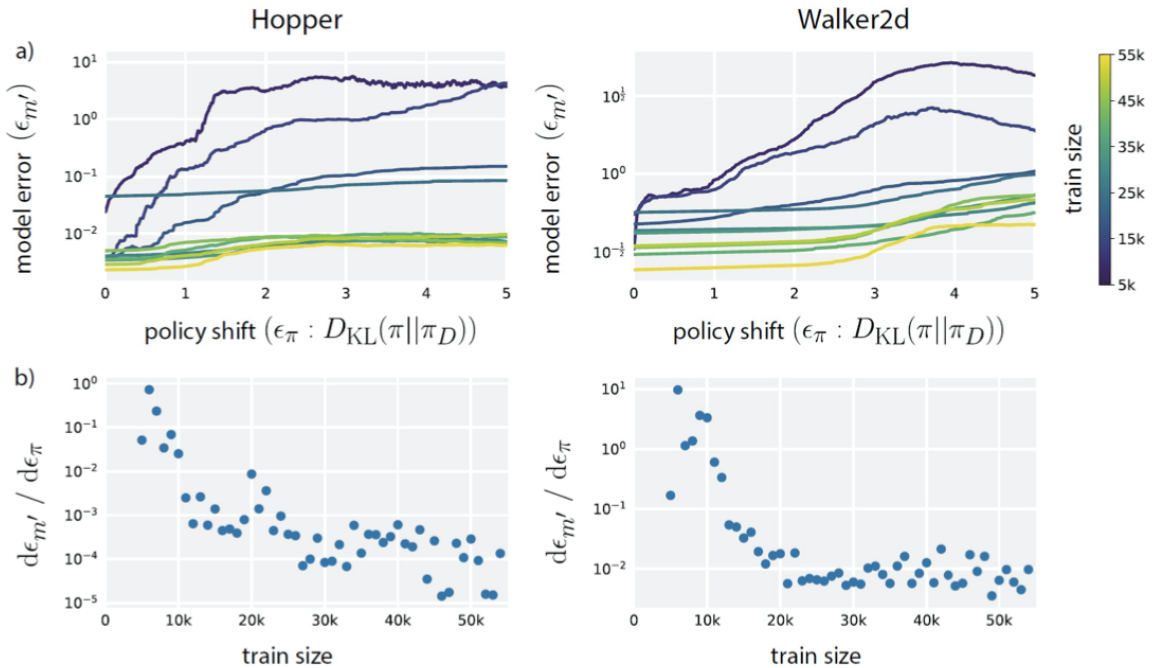 Hopper
Walker2d
a)
model error (ϵ_m′)
10^1
10^0
10^-1
10^-2
0 1 2 3 4 5
policy shift (ϵ_π : D_KL(π||π_D))
model error (ϵ_m′)
10^1/2
10^0
10^-1/2
0 1 2 3 4 5
policy shift (ϵ_π : D_KL(π||π_D))
55k
45k
35k
25k
15k
5k
train size
b)
dϵ_m′ / dϵ_π
10^0
10^-1
10^-2
10^-3
10^-4
10^-5
0 10k 20k 30k 40k 50k
train size
dϵ_m′ / dϵ_π
10^1
10^0
10^-1
10^-2
0 10k 20k 30k 40k 50k
train size